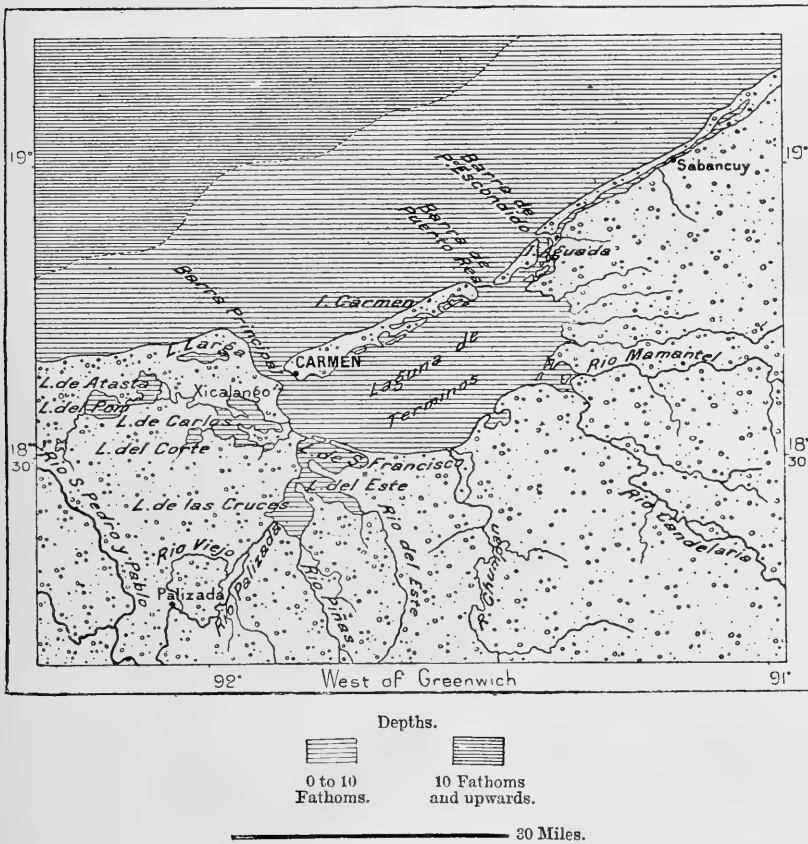 19°
19°
Sabancuy
Barra de
Pto Escondido
Barra de
Puerto Real
I. Aguada
Barra Principal
I. Carmen
L. Larga
CARMEN
Laguna de
Terminos
Rio Mamantel
L. de Atasta
Xicalango
L. del Pom
L. de Carlos
L. del Corte
18°
30
18°
30
L. de S. Francisco
L. del Este
L. de las Cruces
Rio S. Pedro y Pablo
Rio Viejo
Palizada
R. Palizada
Rio Piñas
Rio del Este
R. Chumpan
Rio Candelaria
92°
West of Greenwich
91°
Depths.
0 to 10
Fathoms.
10 Fathoms
and upwards.
30 Miles.